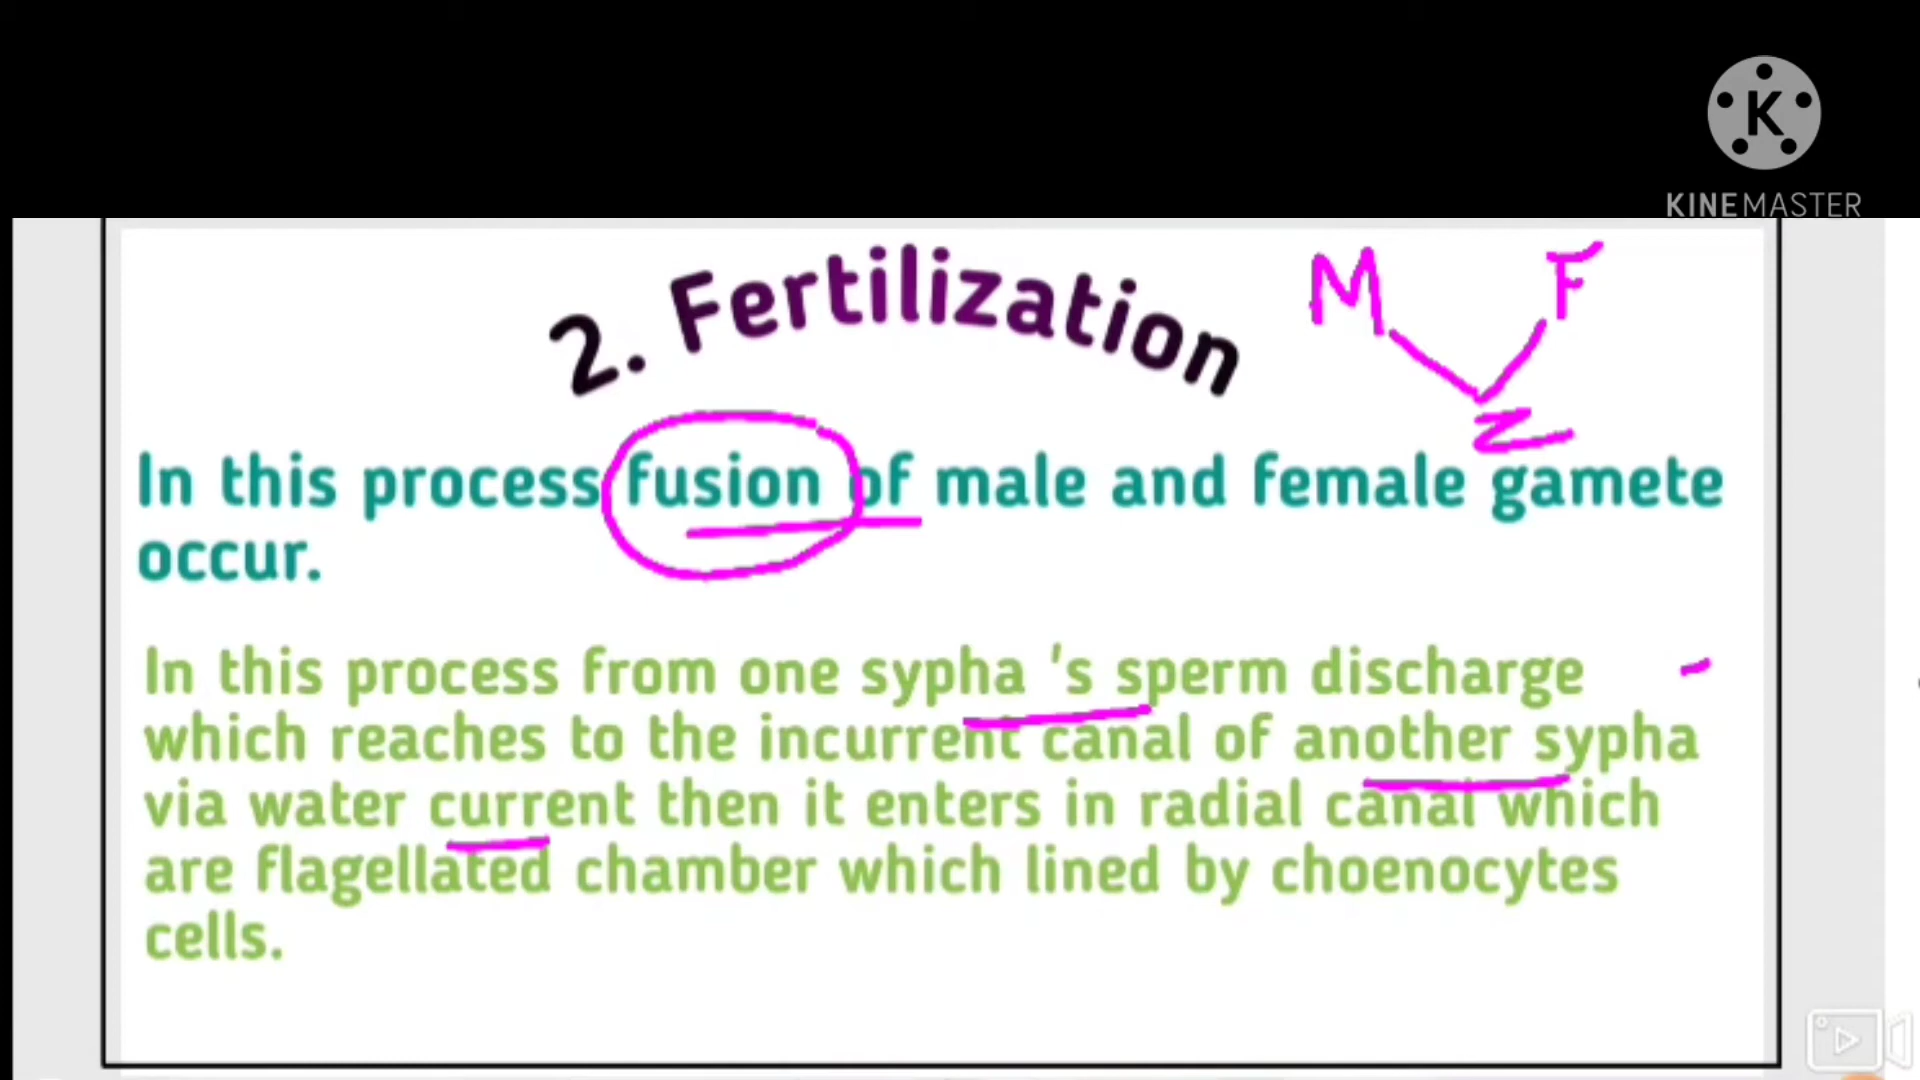 K
KINEMASTER
2. Fertilization
M F
Z
In this process fusion of male and female gamete
occur.
In this process from one sypha 's sperm discharge
which reaches to the incurrent canal of another sypha
via water current then it enters in radial canal which
are flagellated chamber which lined by choenocytes
cells.